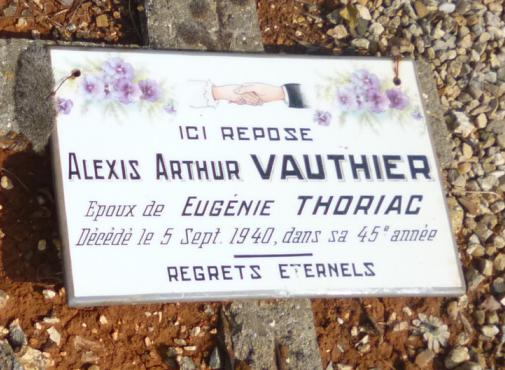 ICI REPOSE
ALEXIS ARTHUR VAUTHIER
Epoux de EUGÉNIE THORIAC
Décédé le 5 Sept. 1940, dans sa 45e année
REGRETS ETERNELS